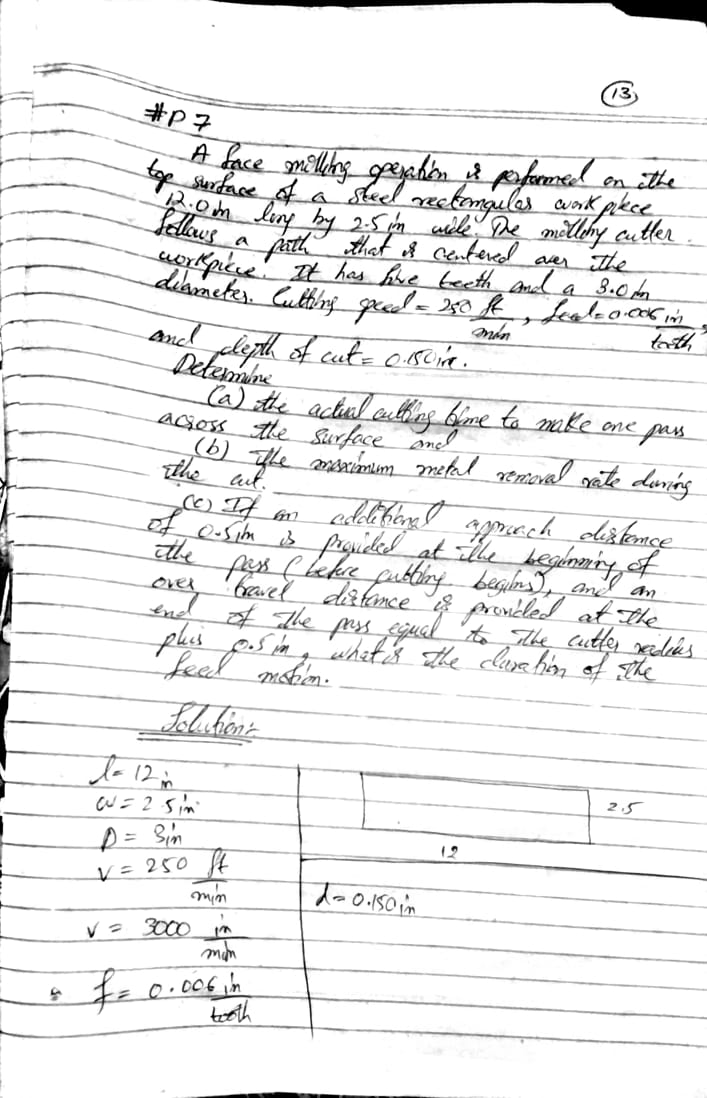 13
#P 7
A face milling operation is performed on the
top surface of a steel rectangular workpiece
12.0 in long by 2.5 in wide. The milling cutter
follows a path that is centered over the
workpiece. It has five teeth and a 3.0 in
diameter. Cutting speed = 250 ft/min, feed = 0.006 in/tooth,
and depth of cut = 0.150 in.
Determine
(a) the actual cutting time to make one pass
across the surface and
(b) the maximum metal removal rate during
the cut.
(c) If an additional approach distance
of 0.5 in is provided at the beginning of
the pass (before cutting begins), and an
over travel distance is provided at the
end of the pass equal to the cutter radius
plus 0.5 in, what is the duration of the
feed motion.
Solution:-
l = 12 in
w = 2.5 in
D = 3 in
v = 250 ft/min
v = 3000 in/min
f = 0.006 in/tooth
2.5
12
d = 0.150 in